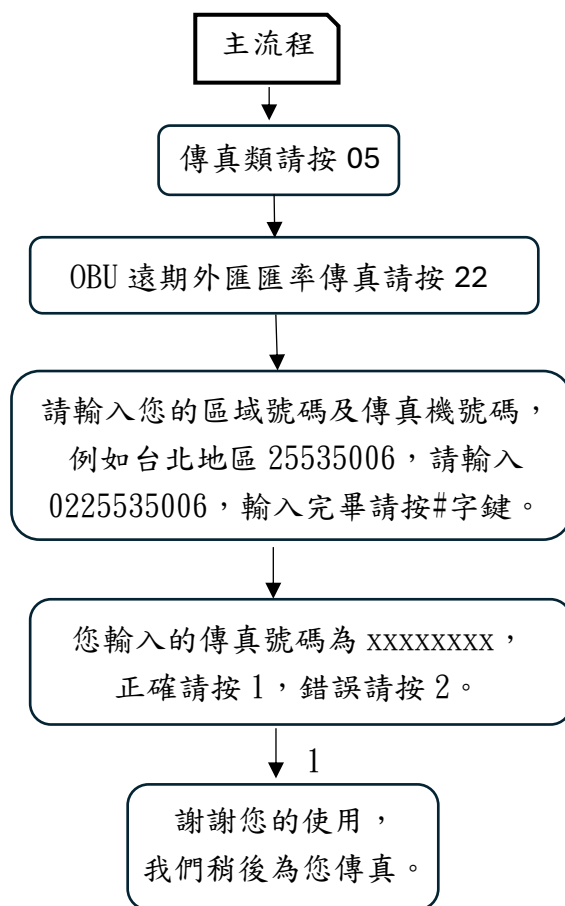 主流程
傳真類請按 05
OBU 遠期外匯匯率傳真請按 22
請輸入您的區域號碼及傳真機號碼，
例如台北地區 25535006，請輸入
0225535006，輸入完畢請按#字鍵。
您輸入的傳真號碼為 xxxxxxxx，
正確請按 1，錯誤請按 2。
1
謝謝您的使用，
我們稍後為您傳真。